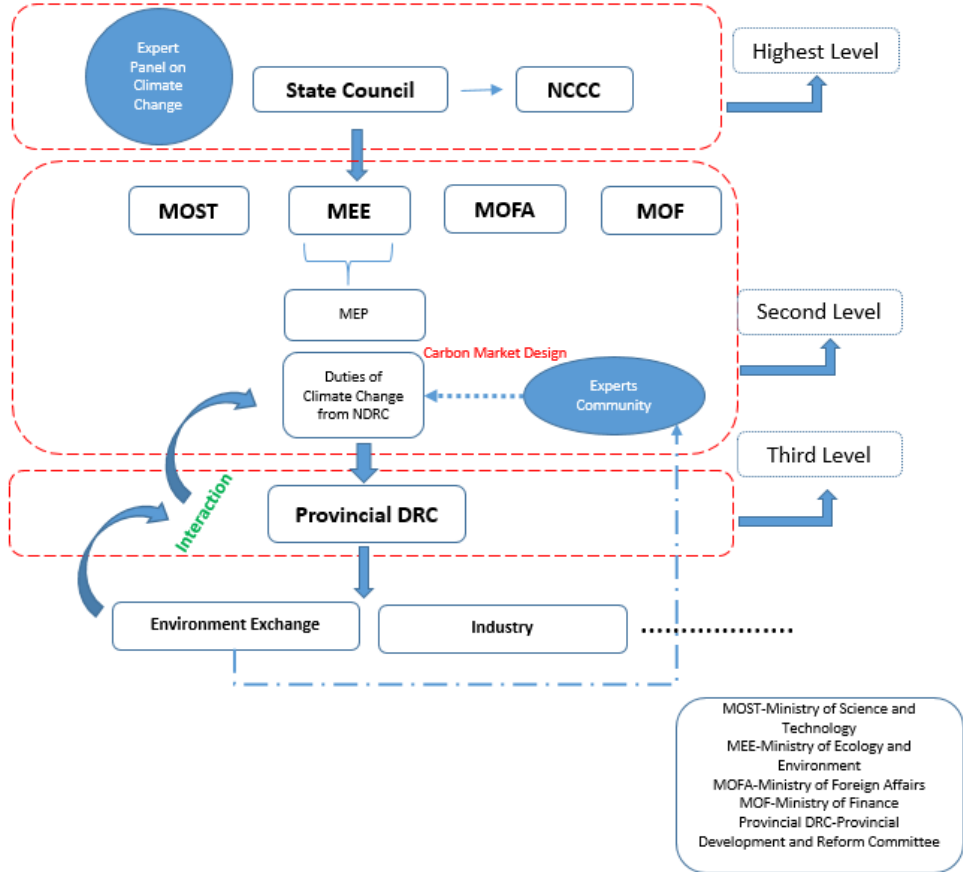 Expert
Panel on
Climate
Change
State Council
NCCC
Highest Level
MOST
MEE
MOFA
MOF
MEP
Second Level
Carbon Market Design
Duties of
Climate Change
from NDRC
Experts
Community
Third Level
Interaction
Provincial DRC
Environment Exchange
Industry
MOST-Ministry of Science and
Technology
MEE-Ministry of Ecology and
Environment
MOFA-Ministry of Foreign Affairs
MOF-Ministry of Finance
Provincial DRC-Provincial
Development and Reform Committee